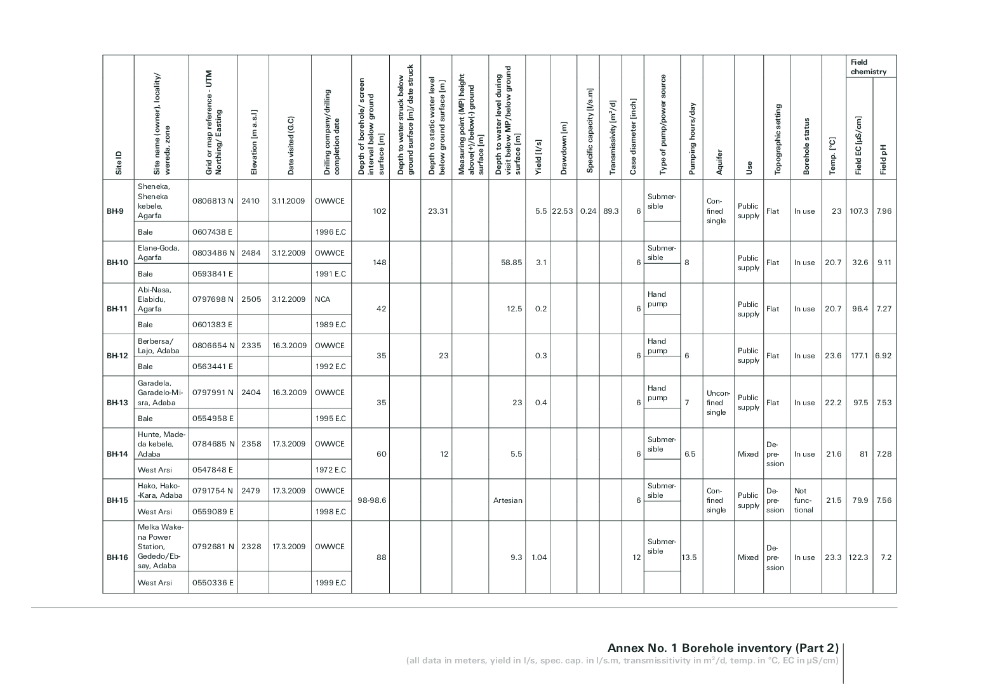 Site ID
Site name (owner), locality/
wereda, zone
Grid or map reference - UTM
Northing/ Easting
Elevation [m a.s.l]
Date visited (G.C)
Drilling company/drilling
completion date
Depth of borehole/ screen
interval below ground
surface [m]
Depth to water struck below
ground surface [m]/ date struck
Depth to static water level
below ground surface [m]
Measuring point (MP) height
above(+)/below(-) ground
surface [m]
Depth to water level during
visit below MP/below ground
surface [m]
Yield [l/s]
Drawdown [m]
Specific capacity [l/s.m]
Transmissivity [m²/d]
Case diameter [inch]
Type of pump/power source
Pumping hours/day
Aquifer
Use
Topographic setting
Borehole status
Temp. [°C]
Field
chemistry
Field EC [µS/cm]
Field pH
BH-9
Sheneka,
Sheneka
kebele,
Agarfa
0806813 N
2410
3.11.2009
OWWCE
Bale
0607438 E
1996 E.C
102
23.31
5.5
22.53
0.24
89.3
6
Submer-
sible
Con-
fined
single
Public
supply
Flat
In use
23
107.3
7.96
BH-10
Elane-Goda,
Agarfa
0803486 N
2484
3.12.2009
OWWCE
Bale
0593841 E
1991 E.C
148
58.85
3.1
6
Submer-
sible
8
Public
supply
Flat
In use
20.7
32.6
9.11
BH-11
Abi-Nasa,
Elabidu,
Agarfa
0797698 N
2505
3.12.2009
NCA
Bale
0601383 E
1989 E.C
42
12.5
0.2
6
Hand
pump
Public
supply
Flat
In use
20.7
96.4
7.27
BH-12
Berbersa/
Lajo, Adaba
0806654 N
2335
16.3.2009
OWWCE
Bale
0563441 E
1992 E.C
35
23
0.3
6
Hand
pump
6
Public
supply
Flat
In use
23.6
177.1
6.92
BH-13
Garadela,
Garadelo-Mi-
sra, Adaba
0797991 N
2404
16.3.2009
OWWCE
Bale
0554958 E
1995 E.C
35
23
0.4
6
Hand
pump
7
Uncon-
fined
single
Public
supply
Flat
In use
22.2
97.5
7.53
BH-14
Hunte, Made-
da kebele,
Adaba
0784685 N
2358
17.3.2009
OWWCE
West Arsi
0547848 E
1972 E.C
60
12
5.5
6
Submer-
sible
6.5
Mixed
De-
pre-
ssion
In use
21.6
81
7.28
BH-15
Hako, Hako-
-Kara, Adaba
0791754 N
2479
17.3.2009
OWWCE
West Arsi
0559089 E
1998 E.C
98-98.6
Artesian
6
Submer-
sible
Con-
fined
single
Public
supply
De-
pre-
ssion
Not
func-
tional
21.5
79.9
7.56
BH-16
Melka Wake-
na Power
Station,
Gededo/Eb-
say, Adaba
0792681 N
2328
17.3.2009
OWWCE
West Arsi
0550336 E
1999 E.C
88
9.3
1.04
12
Submer-
sible
13.5
Mixed
De-
pre-
ssion
In use
23.3
122.3
7.2
Annex No. 1 Borehole inventory (Part 2)
(all data in meters, yield in l/s, spec. cap. in l/s.m, transmissitivity in m²/d, temp. in °C, EC in µS/cm)